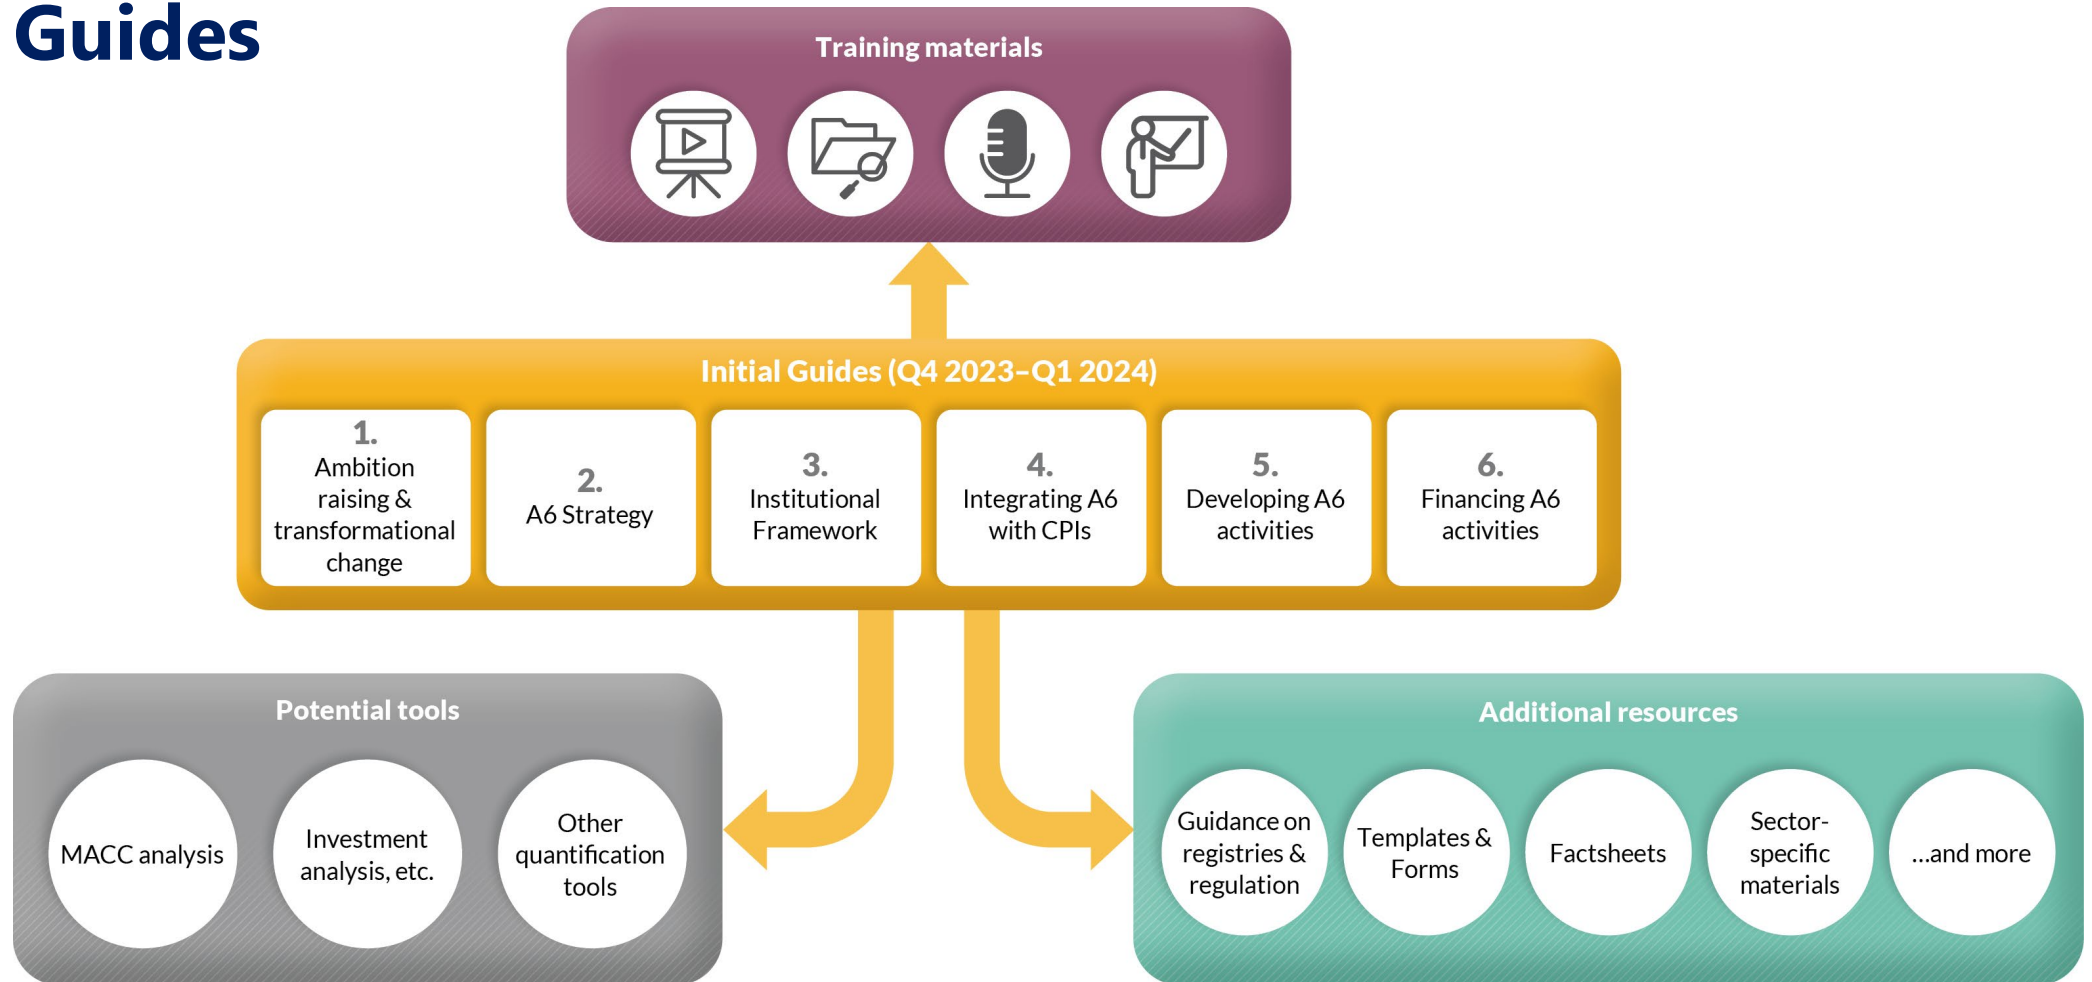 Guides
Training materials
Initial Guides (Q4 2023–Q1 2024)
1.
Ambition
raising &
transformational
change
2.
A6 Strategy
3.
Institutional
Framework
4.
Integrating A6
with CPIs
5.
Developing A6
activities
6.
Financing A6
activities
Potential tools
MACC analysis
Investment
analysis, etc.
Other
quantification
tools
Additional resources
Guidance on
registries &
regulation
Templates &
Forms
Factsheets
Sector-
specific
materials
...and more